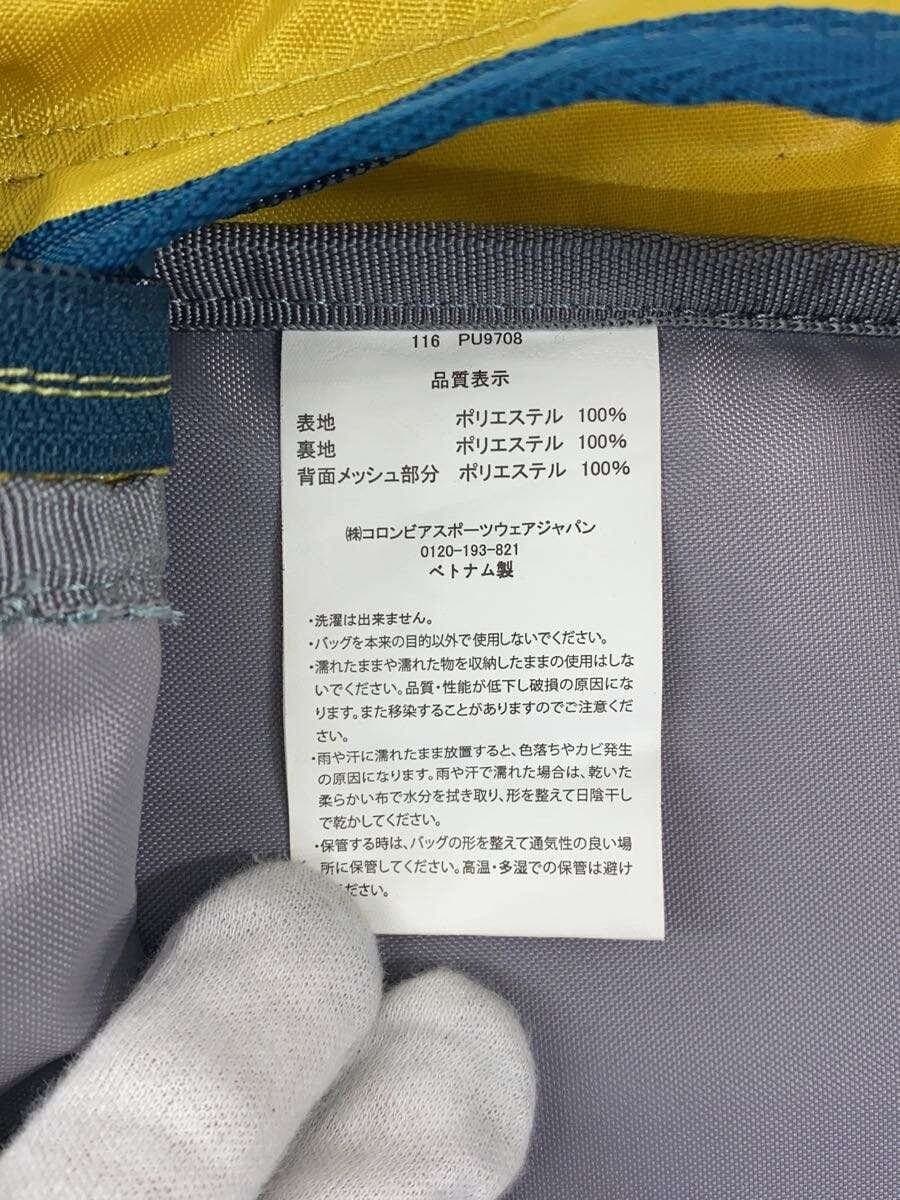 116 PU9708
品質表示
表地 ポリエステル 100%
裏地 ポリエステル 100%
背面メッシュ部分 ポリエステル 100%
㈱コロンビアスポーツウェアジャパン
0120-193-821
ベトナム製
・洗濯は出来ません。
・バッグを本来の目的以外で使用しないでください。
・濡れたままや濡れた物を収納したままの使用はしな
いでください。品質・性能が低下し破損の原因にな
ります。また移染することがありますのでご注意くだ
さい。
・雨や汗に濡れたまま放置すると、色落ちやカビ発生
の原因になります。雨や汗で濡れた場合は、乾いた
柔らかい布で水分を拭き取り、形を整えて日陰干し
で乾かしてください。
・保管する時は、バッグの形を整えて通気性の良い場
所に保管してください。高温・多湿での保管は避け
ださい。